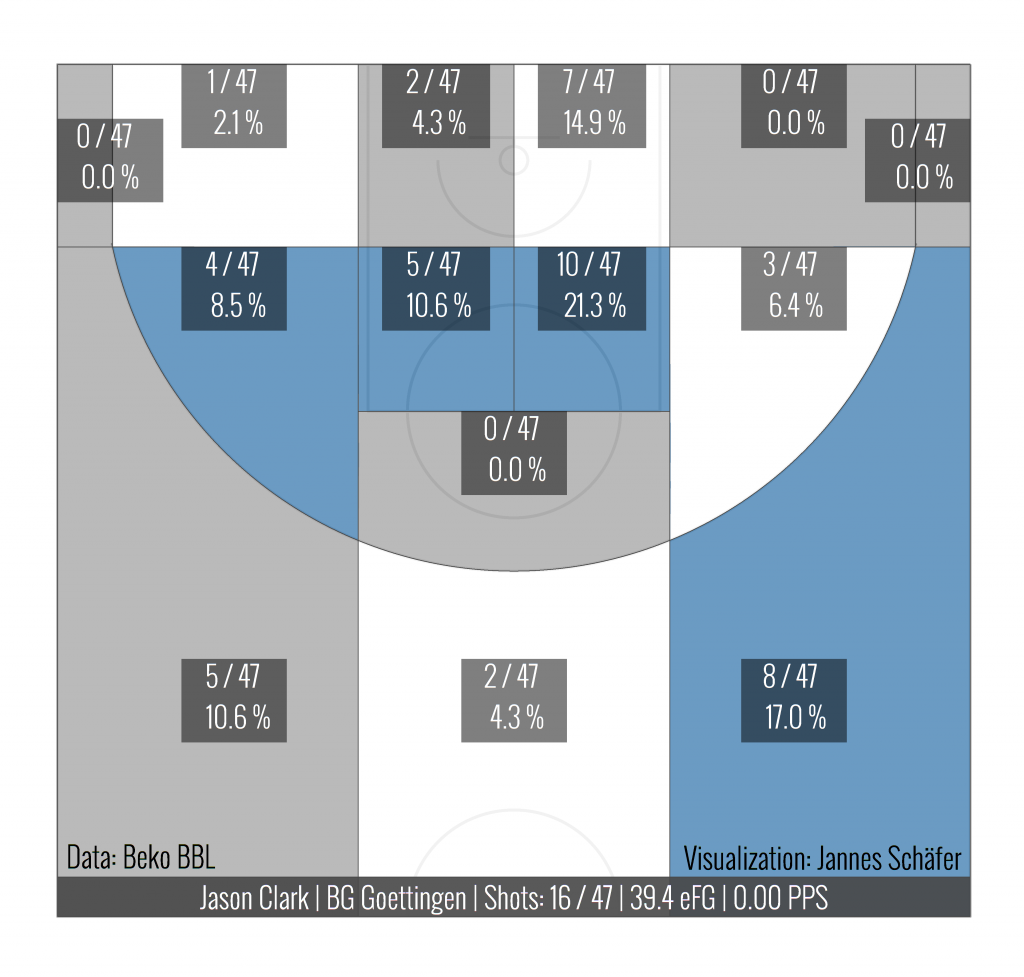 1 / 47
2.1 %
2 / 47
4.3 %
7 / 47
14.9 %
0 / 47
0.0 %
0 / 47
0.0 %
0 / 47
0.0 %
4 / 47
8.5 %
5 / 47
10.6 %
10 / 47
21.3 %
3 / 47
6.4 %
0 / 47
0.0 %
5 / 47
10.6 %
2 / 47
4.3 %
8 / 47
17.0 %
Data: Beko BBL
Visualization: Jannes Schäfer
Jason Clark | BG Goettingen | Shots: 16 / 47 | 39.4 eFG | 0.00 PPS